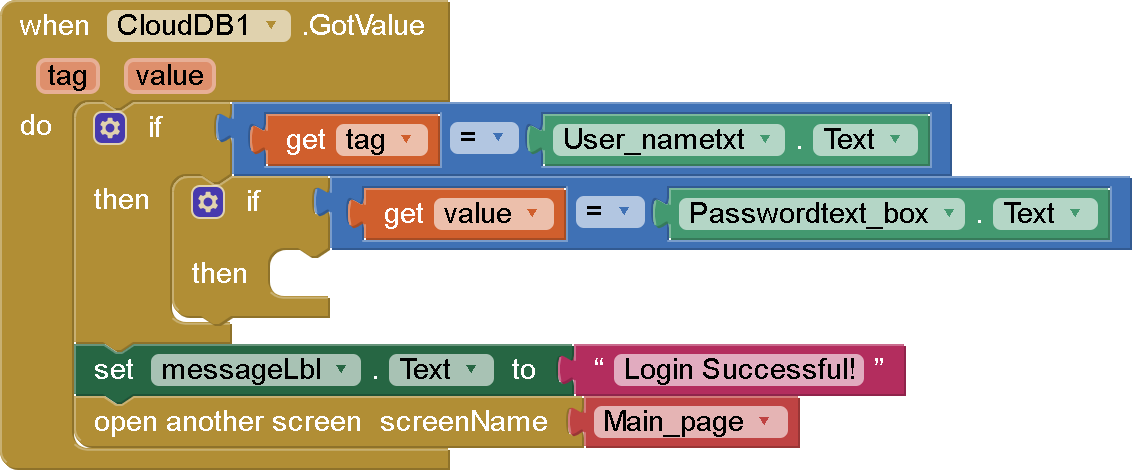 when CloudDB1 .GotValue
tag value
do if get tag = User_nametxt . Text
then if get value = Passwordtext_box . Text
then
set messageLbl . Text to “ Login Successful! ”
open another screen screenName Main_page